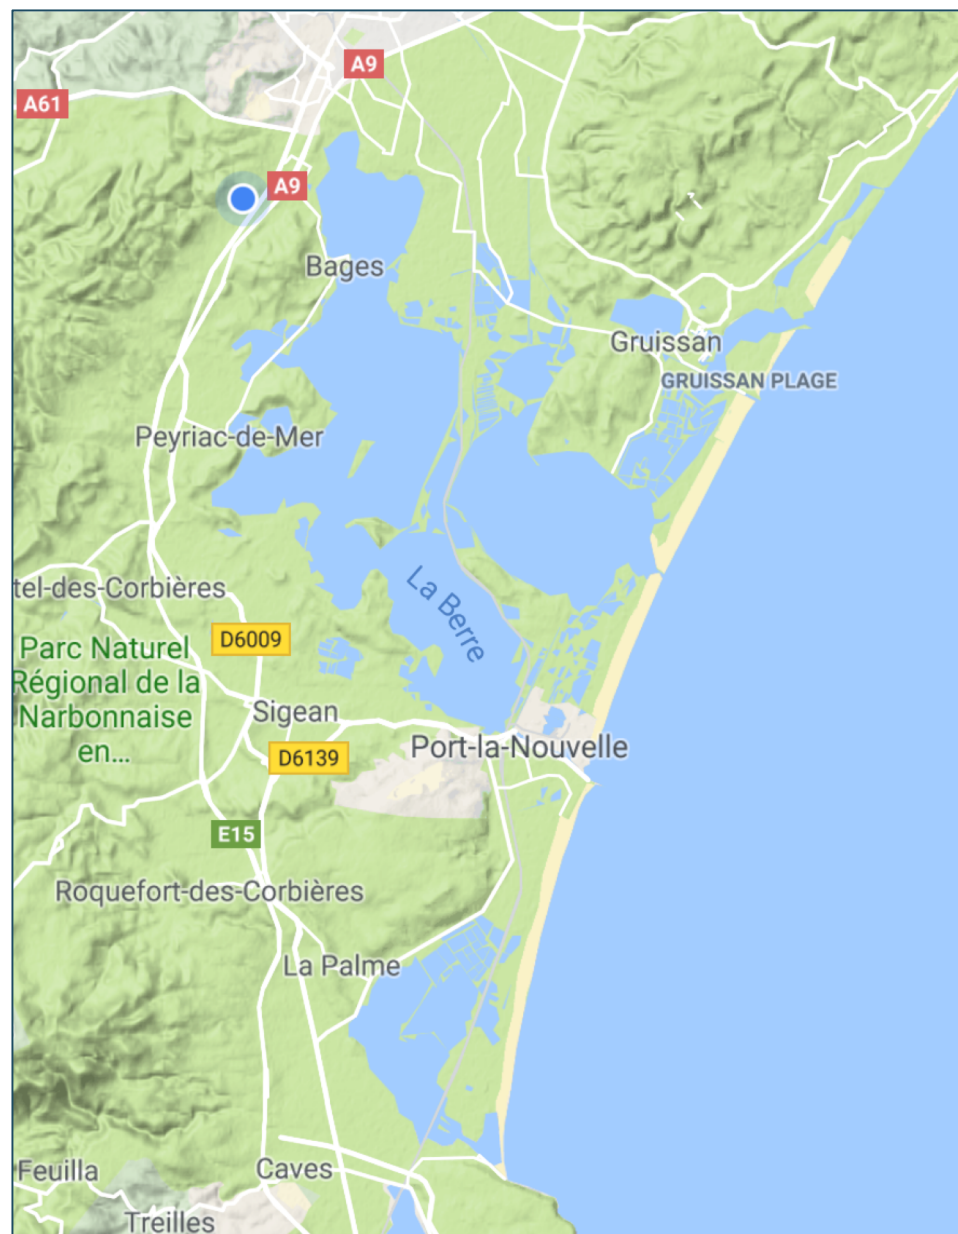 A9
A61
A9
Bages
Gruissan
GRUISSAN PLAGE
Peyriac-de-Mer
La Berre
tel-des-Corbières
D6009
Parc Naturel
Régional de la
Narbonnaise
en...
Sigean
Port-la-Nouvelle
D6139
E15
Roquefort-des-Corbières
La Palme
Feuilla
Caves
Treilles